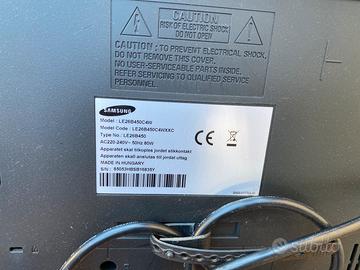 CAUTION
RISK OF ELECTRIC SHOCK
DO NOT OPEN
CAUTION: TO PREVENT ELECTRICAL SHOCK,
DO NOT REMOVE THIS COVER.
NO USER-SERVICEABLE PARTS INSIDE.
REFER SERVICING TO QUALIFIED SERVICE
PERSONNEL.
SAMSUNG
Model : LE26B450C4W
Model Code : LE26B450C4WXXC
Type No. : LE26B450
AC220-240V~ 50Hz 80W
Apparatet skal tilkoples jordet stikkontakt
Apparaten skall anslutas till jordat uttag
MADE IN HUNGARY
CE
subito